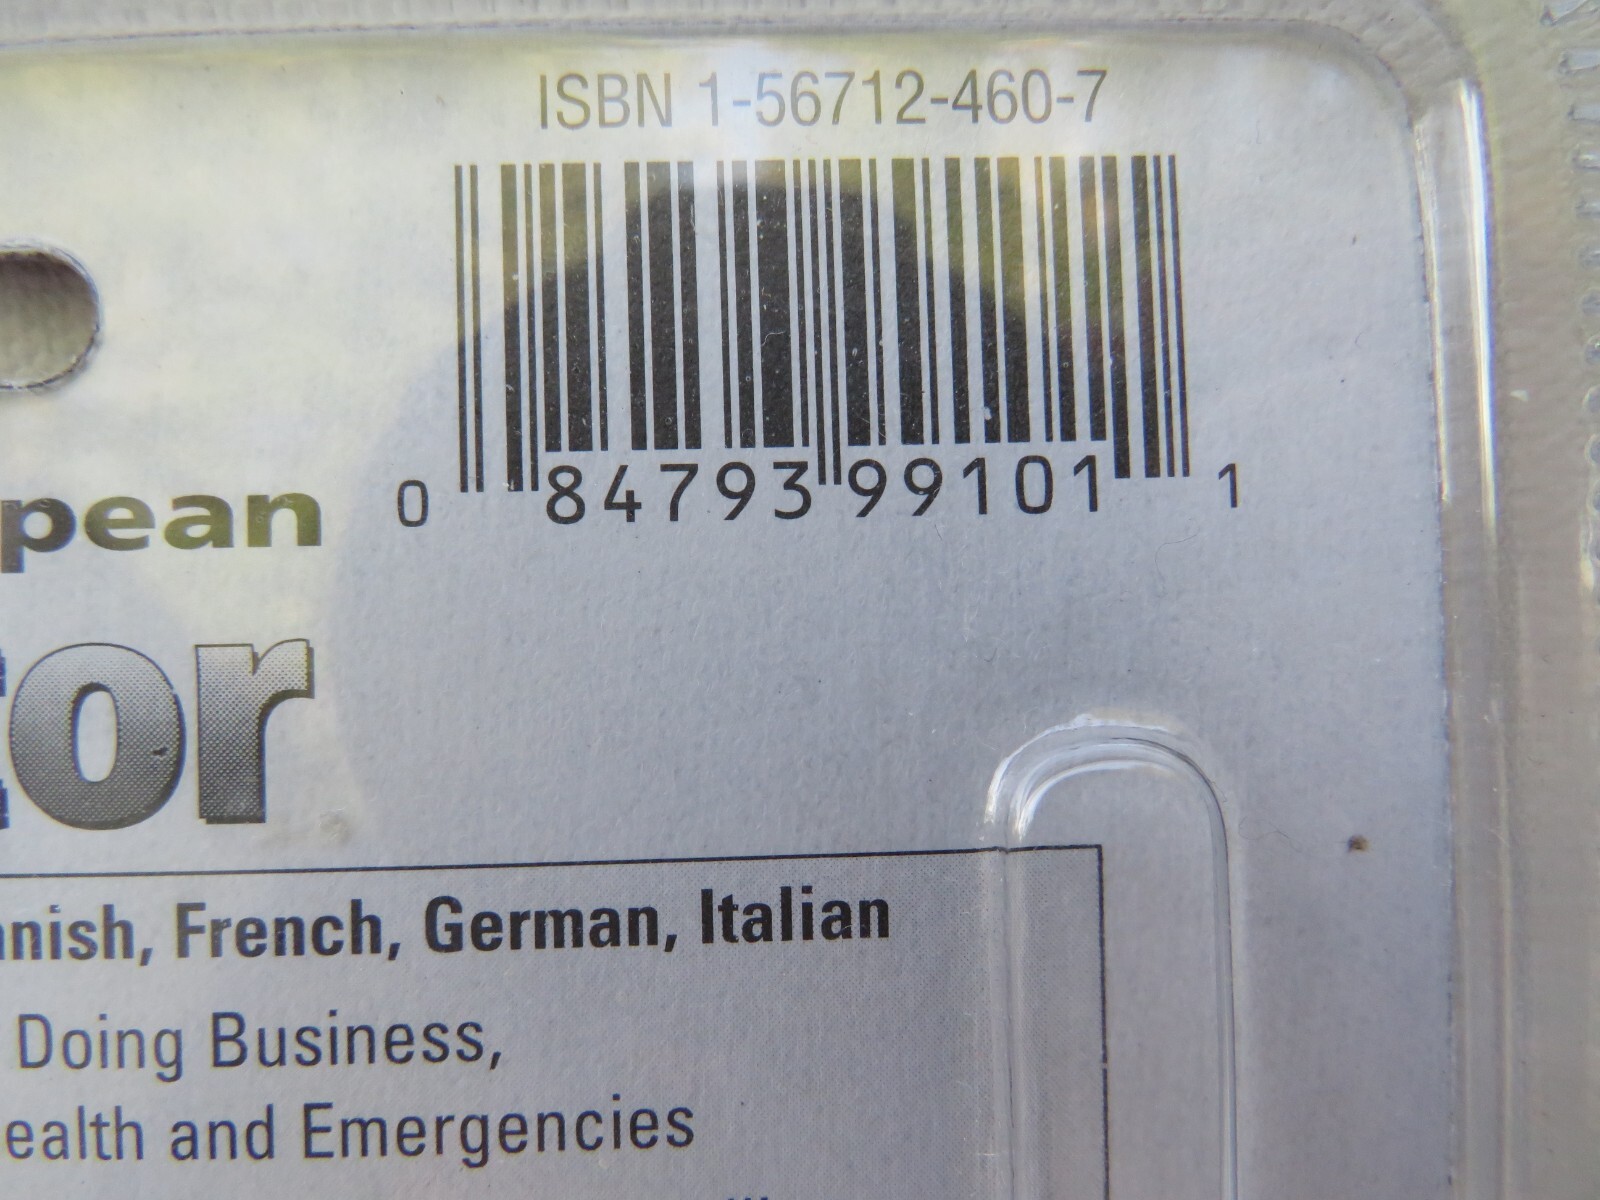 ISBN 1-56712-460-7
0 84793 99101 1
pean
tor
nish, French, German, Italian
Doing Business,
ealth and Emergencies